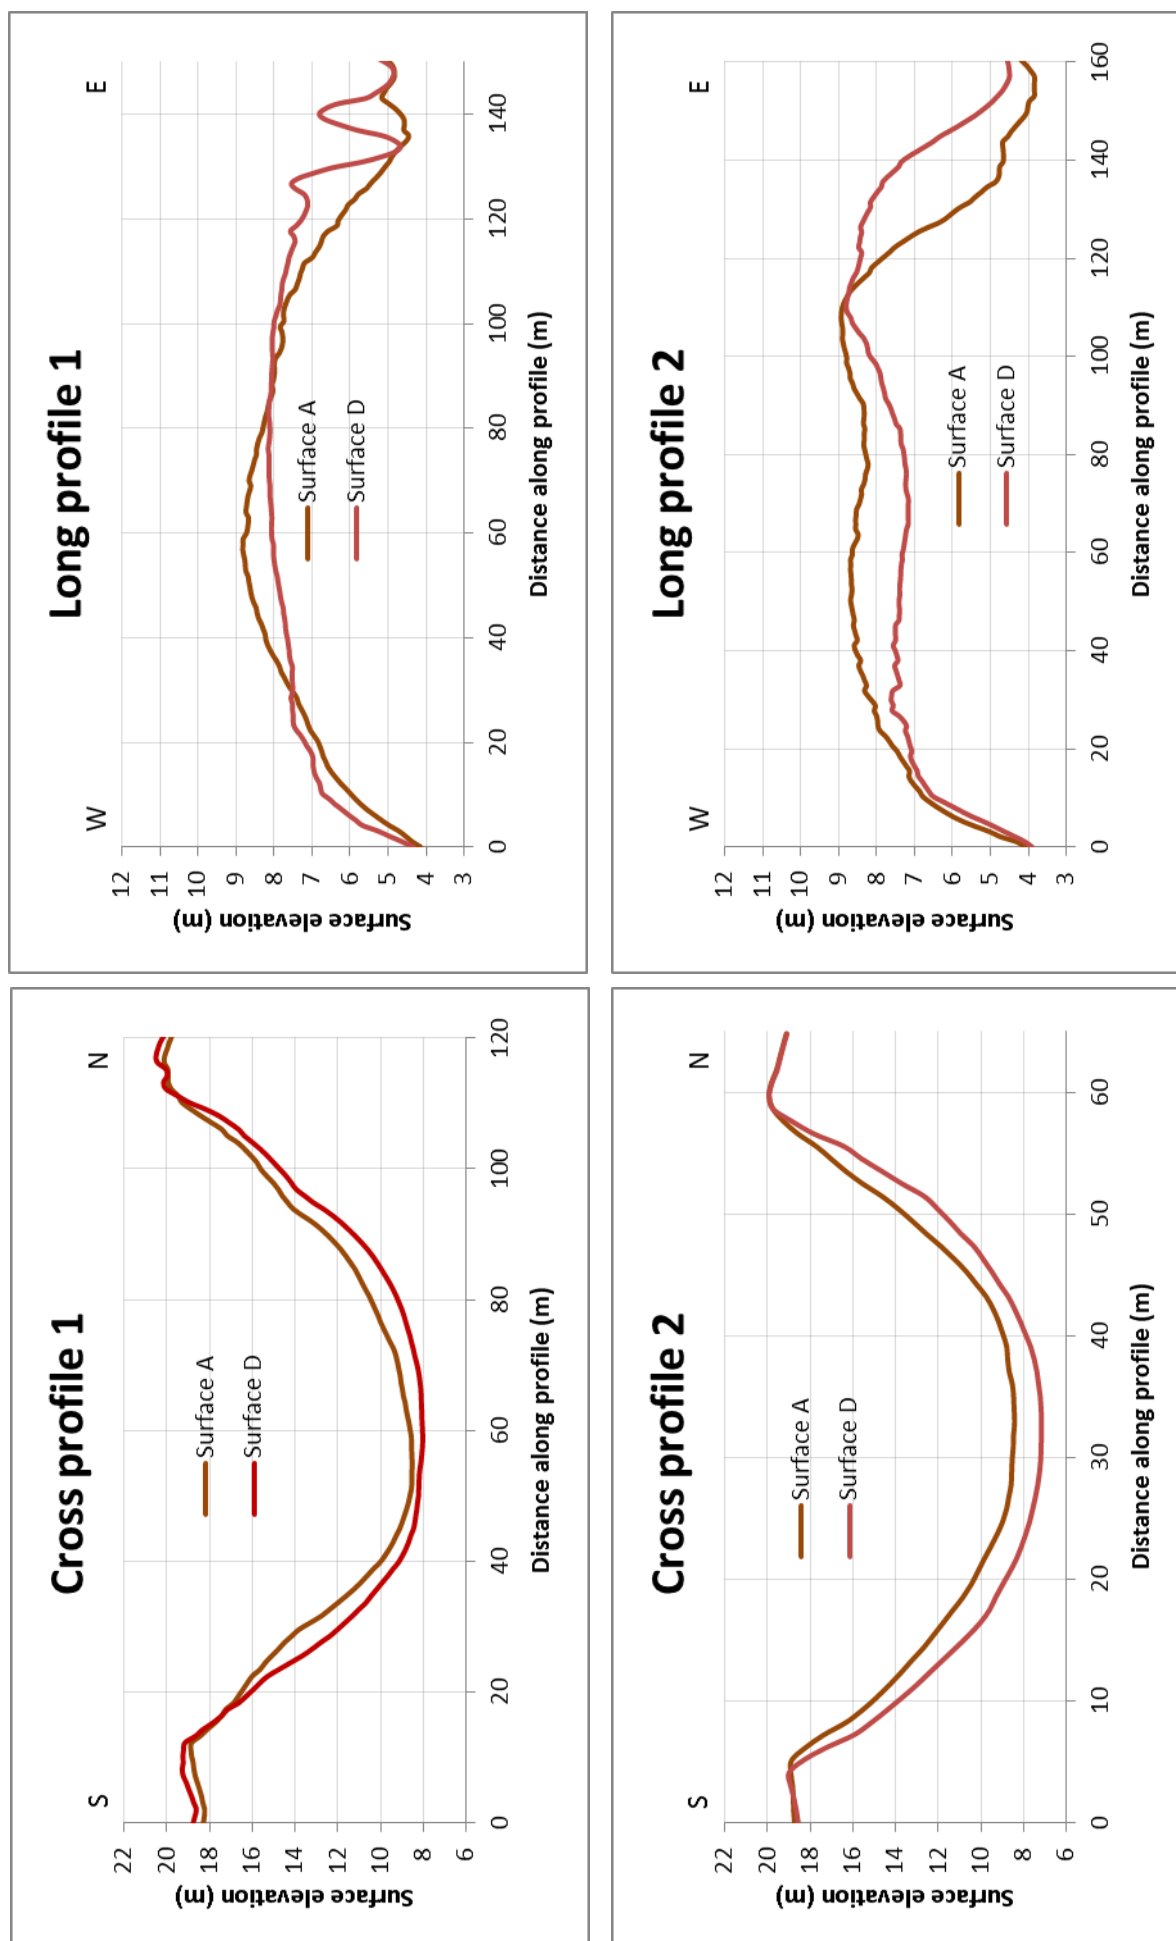 Cross profile 1
S
N
22
20
18
16
14
12
10
8
6
Surface elevation (m)
Surface A
Surface D
0
20
40
60
80
100
120
Distance along profile (m)
Long profile 1
W
E
12
11
10
9
8
7
6
5
4
3
Surface elevation (m)
Surface A
Surface D
0
20
40
60
80
100
120
140
Distance along profile (m)
Cross profile 2
S
N
22
20
18
16
14
12
10
8
6
Surface elevation (m)
Surface A
Surface D
0
10
20
30
40
50
60
Distance along profile (m)
Long profile 2
W
E
12
11
10
9
8
7
6
5
4
3
Surface elevation (m)
Surface A
Surface D
0
20
40
60
80
100
120
140
160
Distance along profile (m)